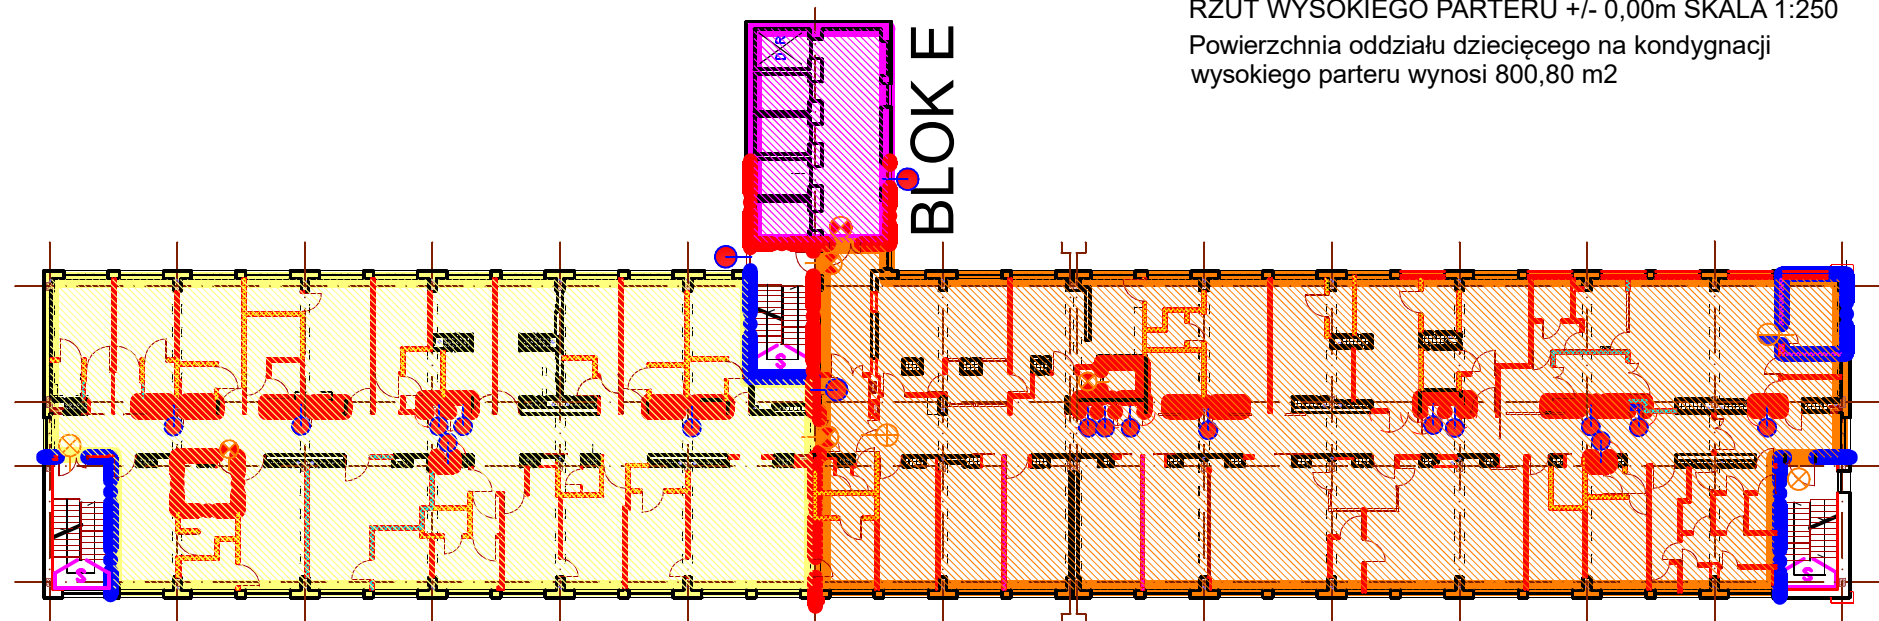 RZUT WYSOKIEGO PARTERU +/- 0,00m SKALA 1:250
Powierzchnia oddziału dziecięcego na kondygnacji
wysokiego parteru wynosi 800,80 m2
BLOK E
S
S
S